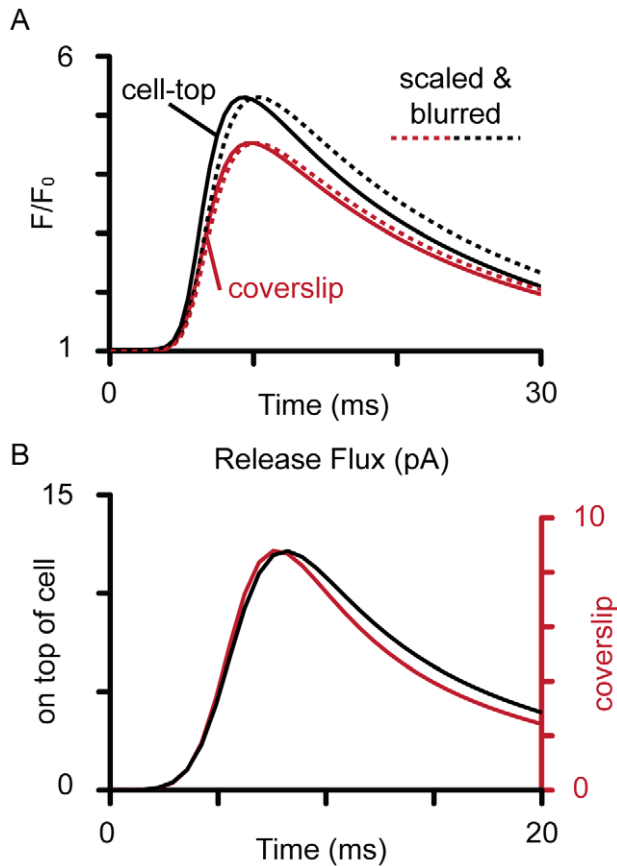 A
6
cell-top
scaled &
blurred
F/F₀
coverslip
1
0
30
Time (ms)
B
Release Flux (pA)
15
10
on top of cell
coverslip
0
0
0
20
Time (ms)